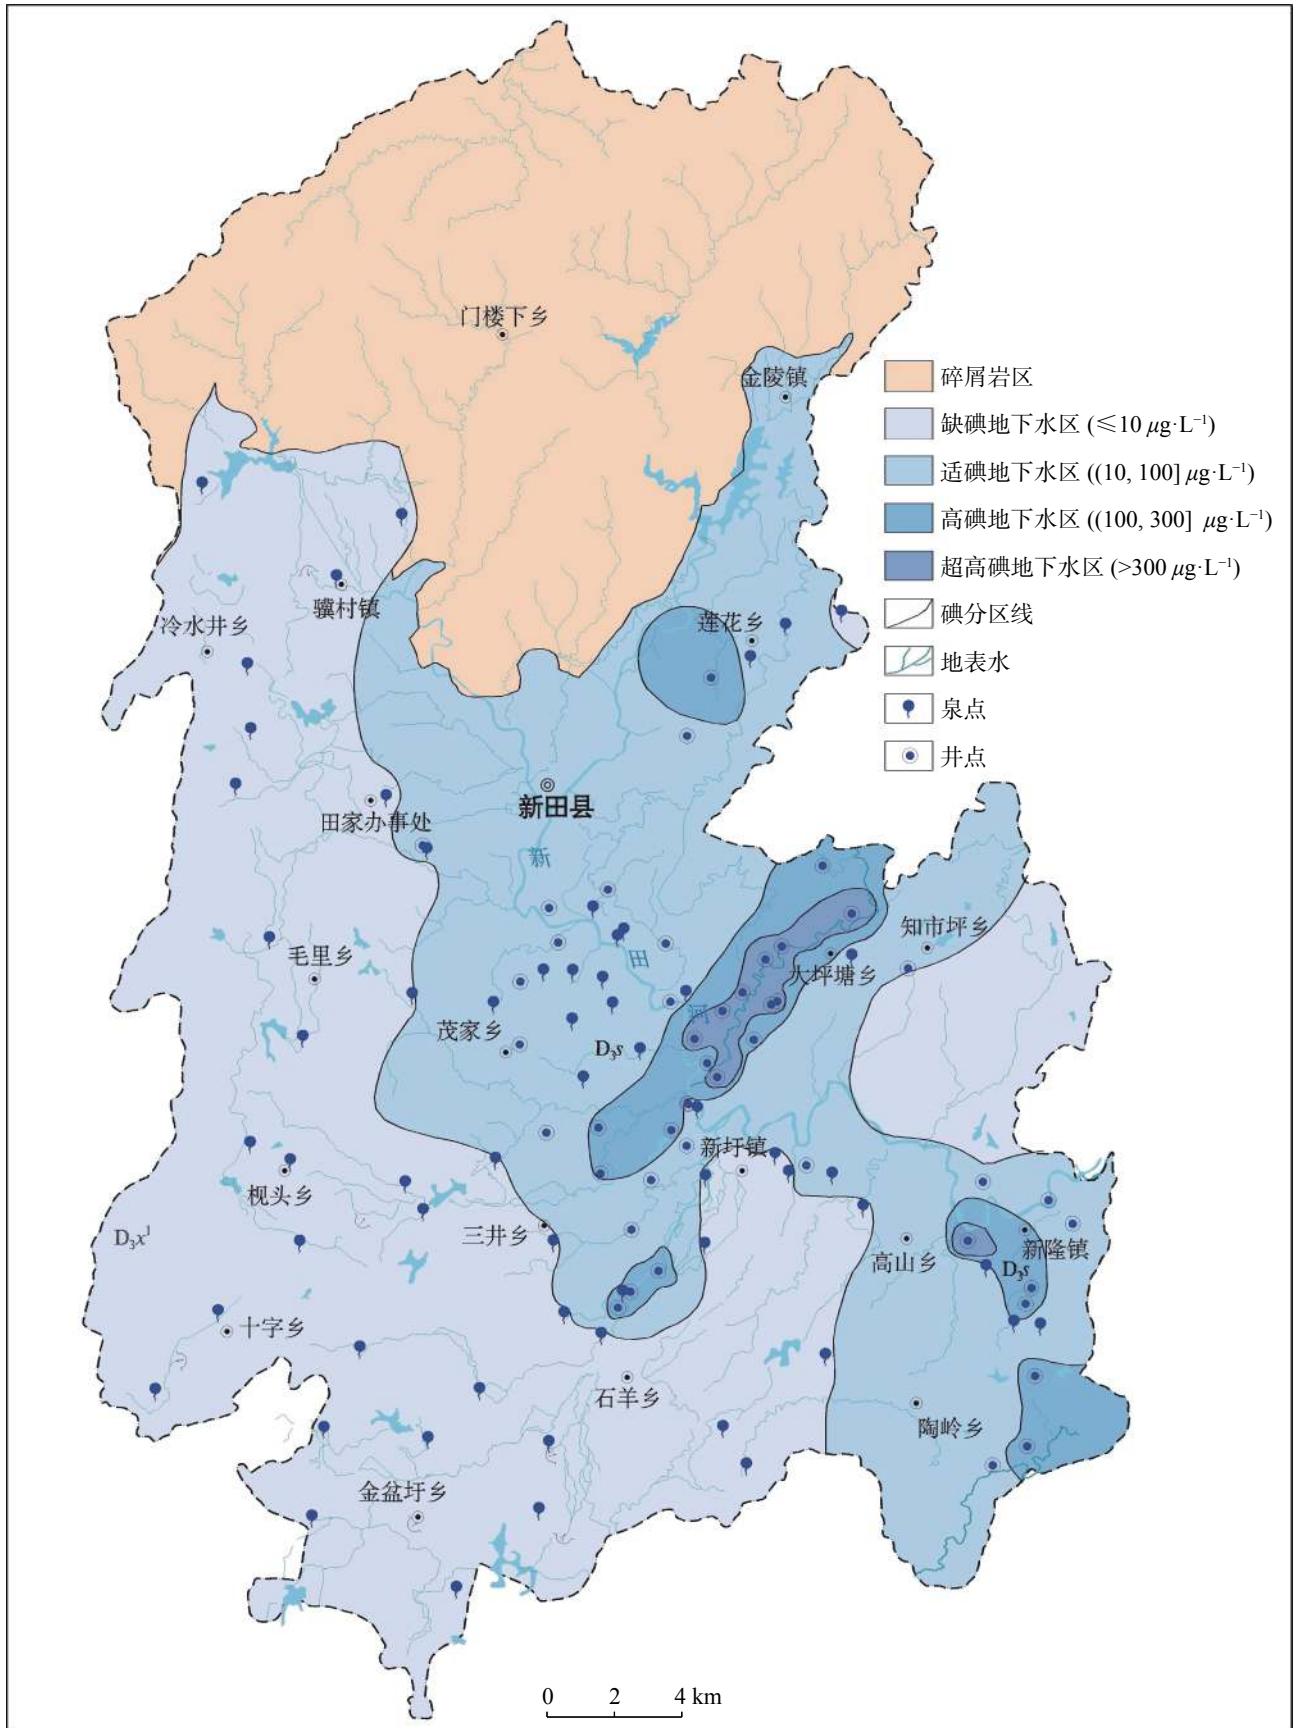 门楼下乡
金陵镇
碎屑岩区
缺碘地下水区 (≤10 μg·L⁻¹)
适碘地下水区 ((10, 100] μg·L⁻¹)
高碘地下水区 ((100, 300] μg·L⁻¹)
超高碘地下水区 (>300 μg·L⁻¹)
碘分区线
地表水
泉点
井点
骥村镇
冷水井乡
莲花乡
新田县
田家办事处
新
田
河
知市坪乡
毛里乡
大坪塘乡
茂家乡
D₃s
新圩镇
枧头乡
三井乡
D₃x¹
高山乡
新隆镇
D₃s
十字乡
石羊乡
陶岭乡
金盆圩乡
0 2 4 km